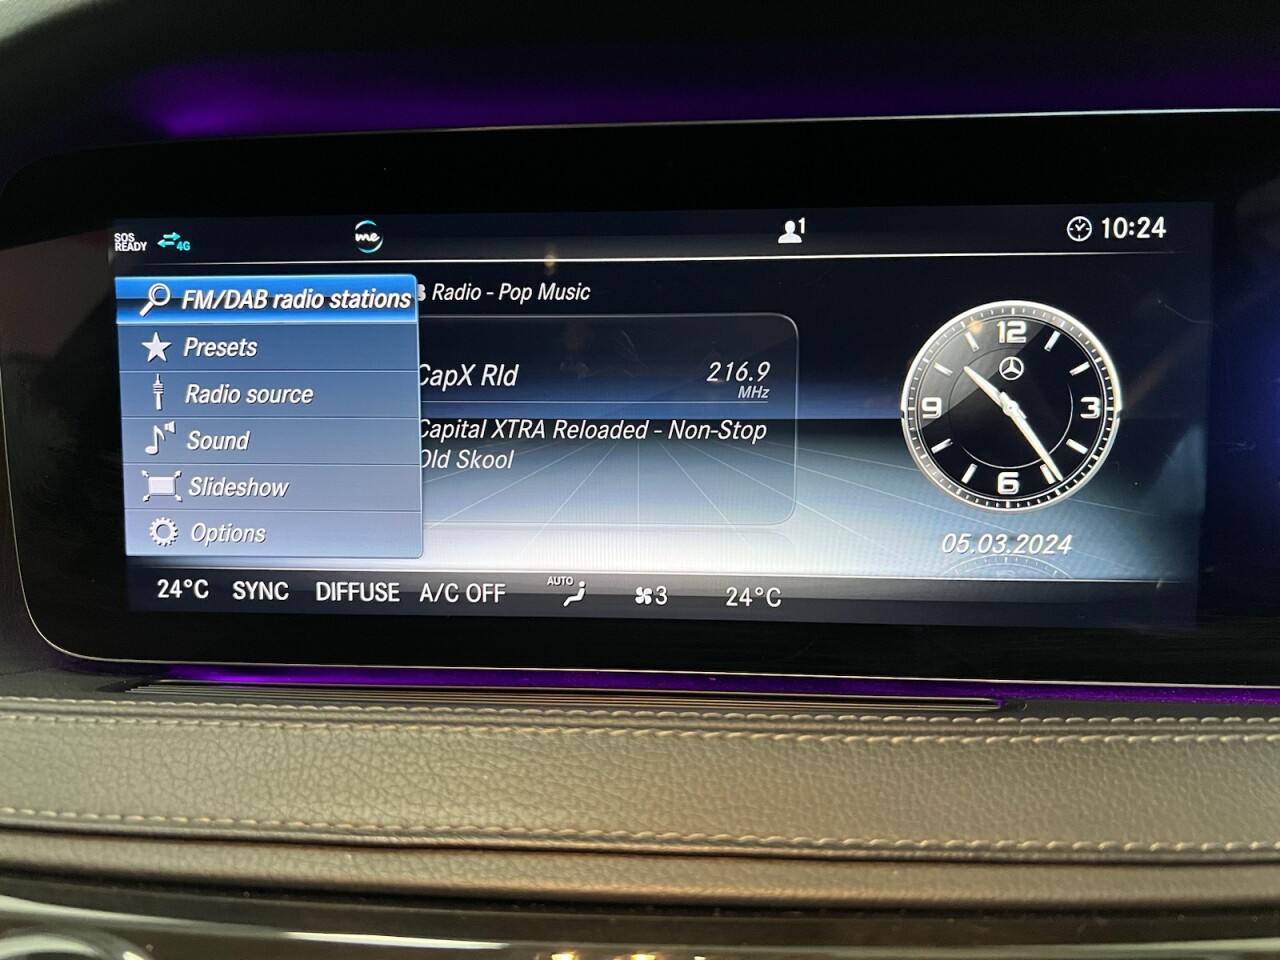 SOS
READY
4G
me
1
10:24
FM/DAB radio stations
Radio - Pop Music
Presets
Radio source
Sound
Slideshow
Options
CapX Rld
216.9
MHz
Capital XTRA Reloaded - Non-Stop
Old Skool
12
9
3
6
05.03.2024
24°C SYNC DIFFUSE A/C OFF AUTO 3 24°C